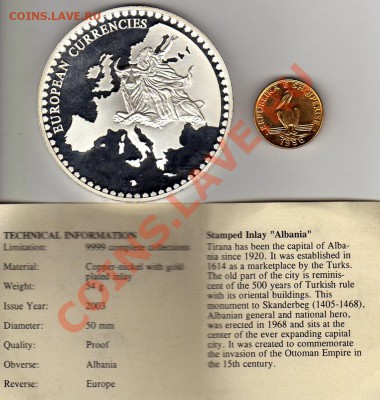 COINS.LAVE.RU
EUROPEAN CURRENCIES
REPUBLIKA E SHQIPERISE
1996
TECHNICAL INFORMATION
Limitation: 9999 complete collections
Material: Copper-nickel with gold
plated inlay
Weight: 54 g
Issue Year: 2003
Diameter: 50 mm
Quality: Proof
Obverse: Albania
Reverse: Europe
Stamped Inlay "Albania"
Tirana has been the capital of Alba-
nia since 1920. It was established in
1614 as a marketplace by the Turks.
The old part of the city is reminis-
cent of the 500 years of Turkish rule
with its oriental buildings. This
monument to Skanderbeg (1405-1468),
Albanian general and national hero,
was erected in 1968 and sits at the
center of the ever expanding capital
city. It was created to commemorate
the invasion of the Ottoman Empire in
the 15th century.